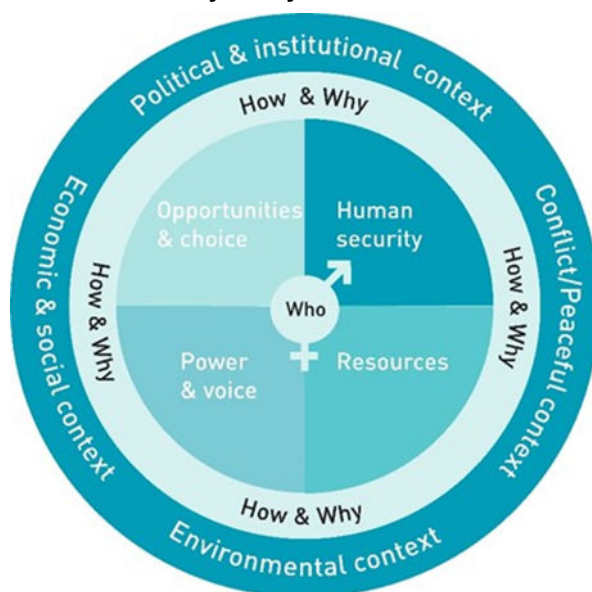 Political & institutional context
How & Why
Economic & social context
How & Why
Opportunities
& choice
Human
security
How & Why
Conflict/Peaceful context
Who
Power
& voice
Resources
How & Why
Environmental context